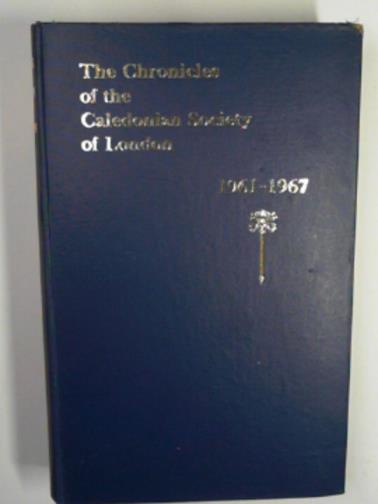 The Chronicles
of the
Caledonian Society
of London
1961-1967